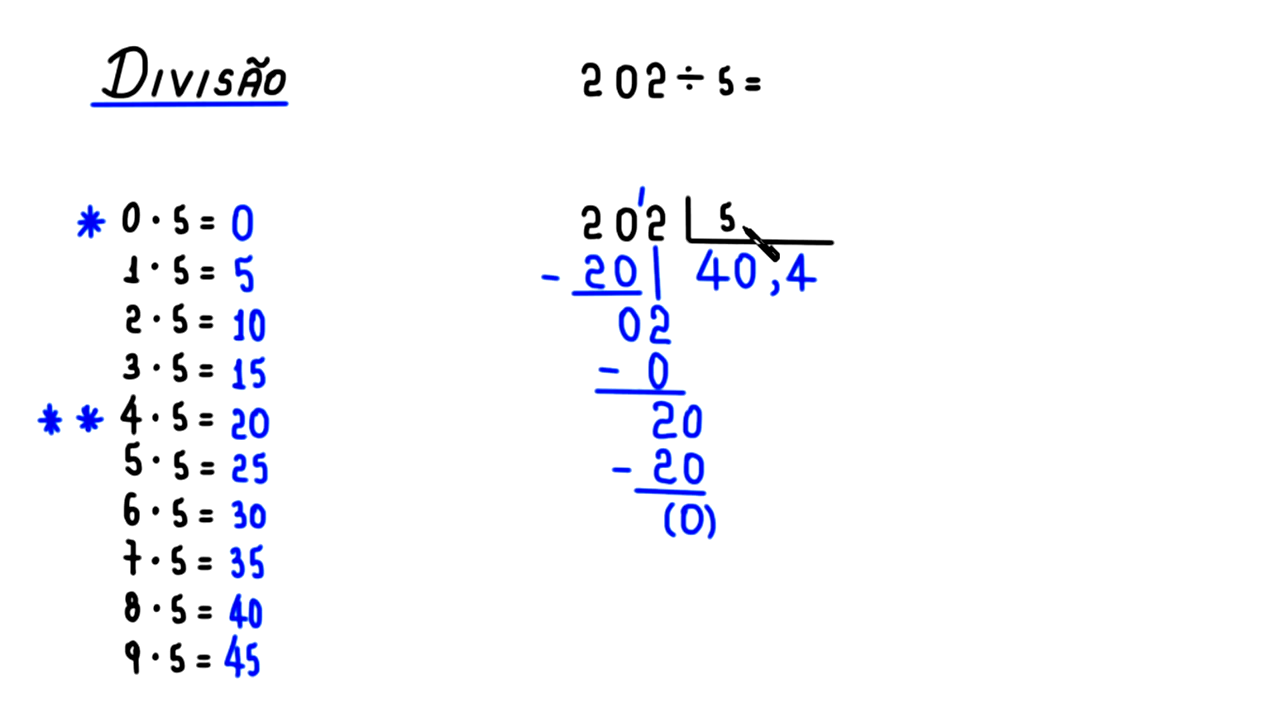 DIVISÃO
202 ÷ 5 =
0 · 5 = 0
1 · 5 = 5
2 · 5 = 10
3 · 5 = 15
4 · 5 = 20
5 · 5 = 25
6 · 5 = 30
7 · 5 = 35
8 · 5 = 40
9 · 5 = 45
20'2 5
- 20 40,4
02
- 0
20
- 20
(0)